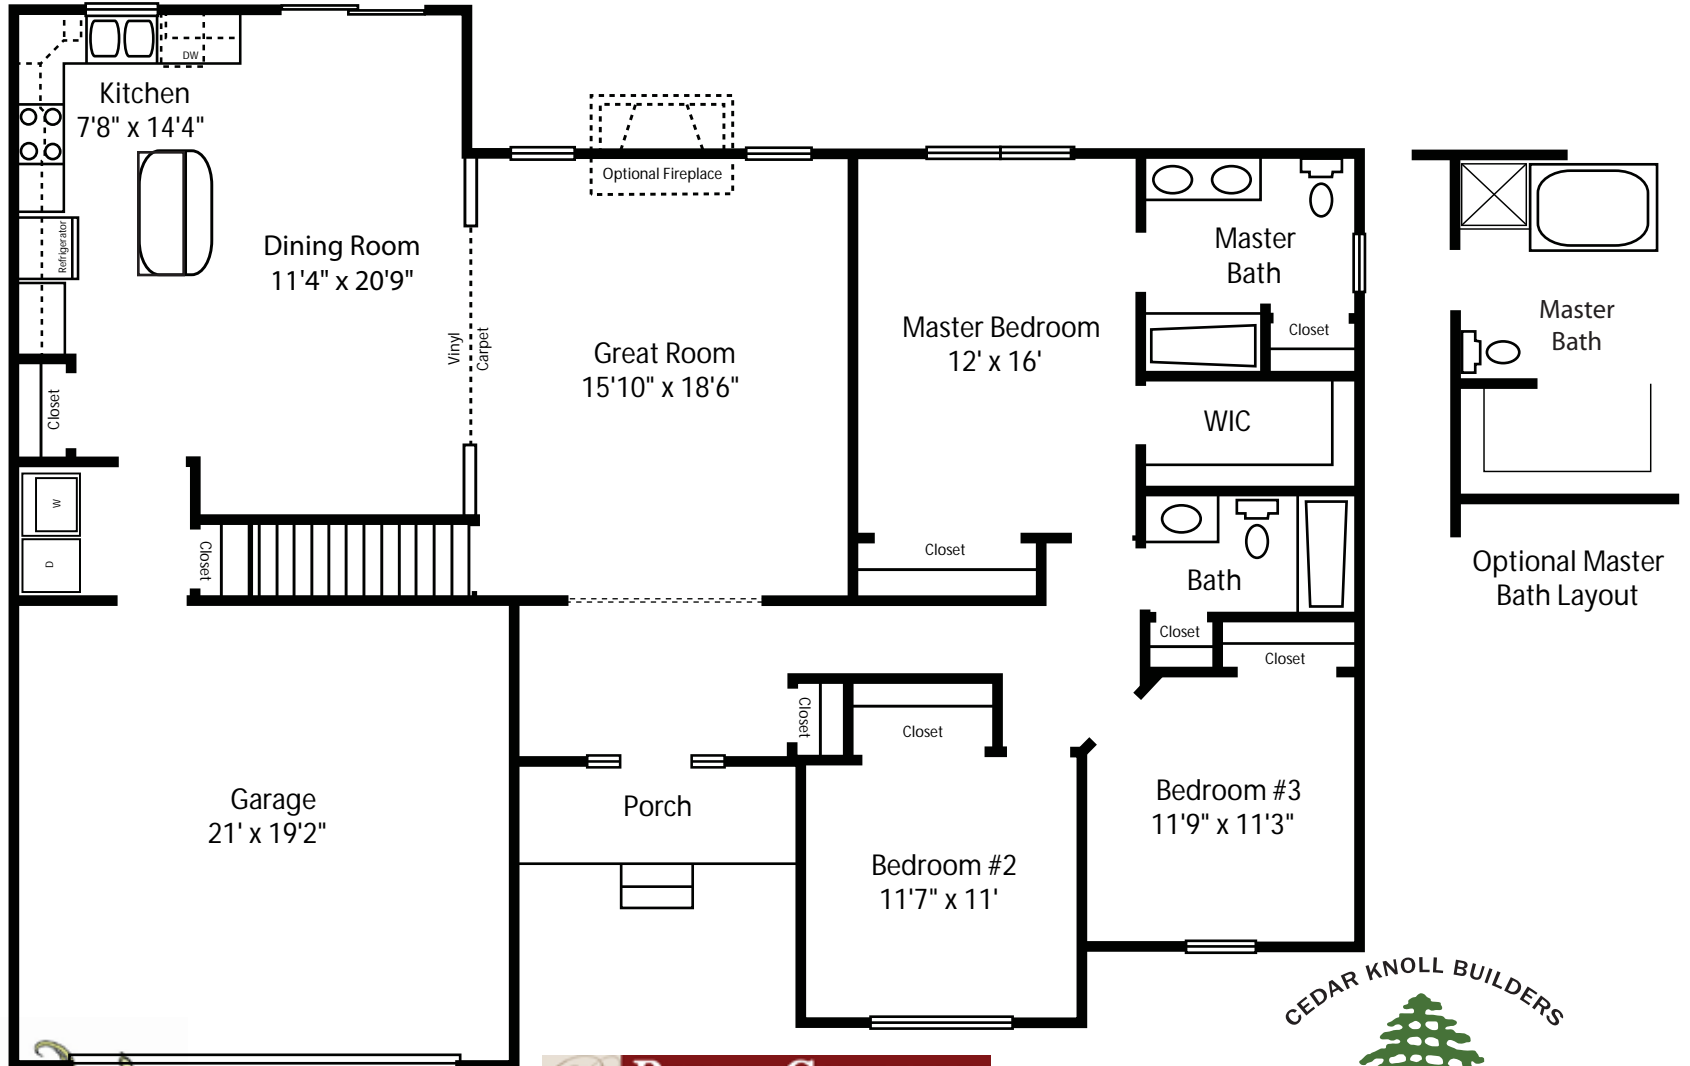 DW
Kitchen
7'8" x 14'4"
Refrigerator
Closet
Dining Room
11'4" x 20'9"
Vinyl
Carpet
Optional Fireplace
Great Room
15'10" x 18'6"
Master Bedroom
12' x 16'
Closet
Master
Bath
Closet
WIC
Master
Bath
Optional Master
Bath Layout
W
D
Closet
Bath
Closet
Closet
Closet
Closet
Garage
21' x 19'2"
Porch
Bedroom #2
11'7" x 11'
Bedroom #3
11'9" x 11'3"
CEDAR KNOLL BUILDERS